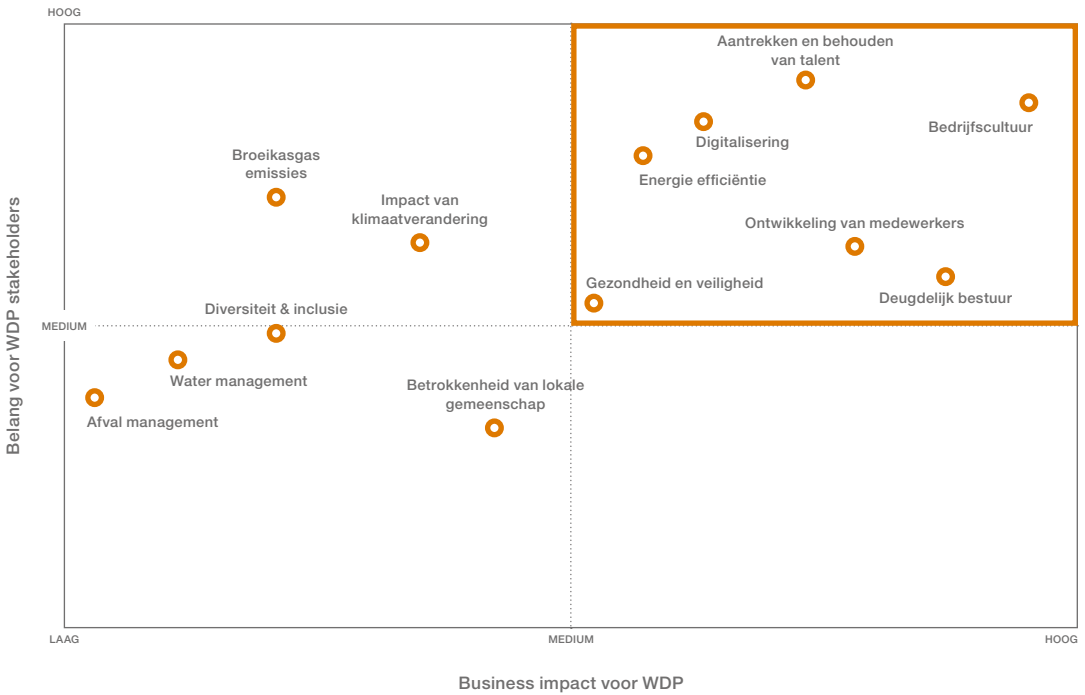 HOOG
Aantrekken en behouden
van talent
Bedrijfscultuur
Digitalisering
Energie efficiëntie
Broeikasgas
emissies
Impact van
klimaatverandering
Ontwikkeling van medewerkers
Gezondheid en veiligheid
Deugdelijk bestuur
Diversiteit & inclusie
MEDIUM
Water management
Betrokkenheid van lokale
gemeenschap
Afval management
Belang voor WDP stakeholders
LAAG
MEDIUM
HOOG
Business impact voor WDP